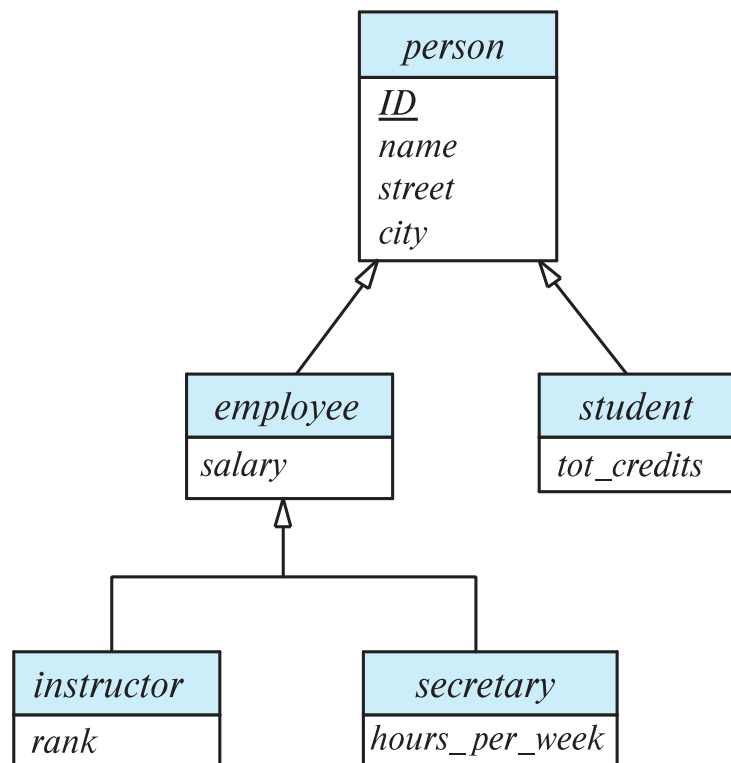 person
ID
name
street
city
employee
salary
student
tot_credits
instructor
rank
secretary
hours_per_week